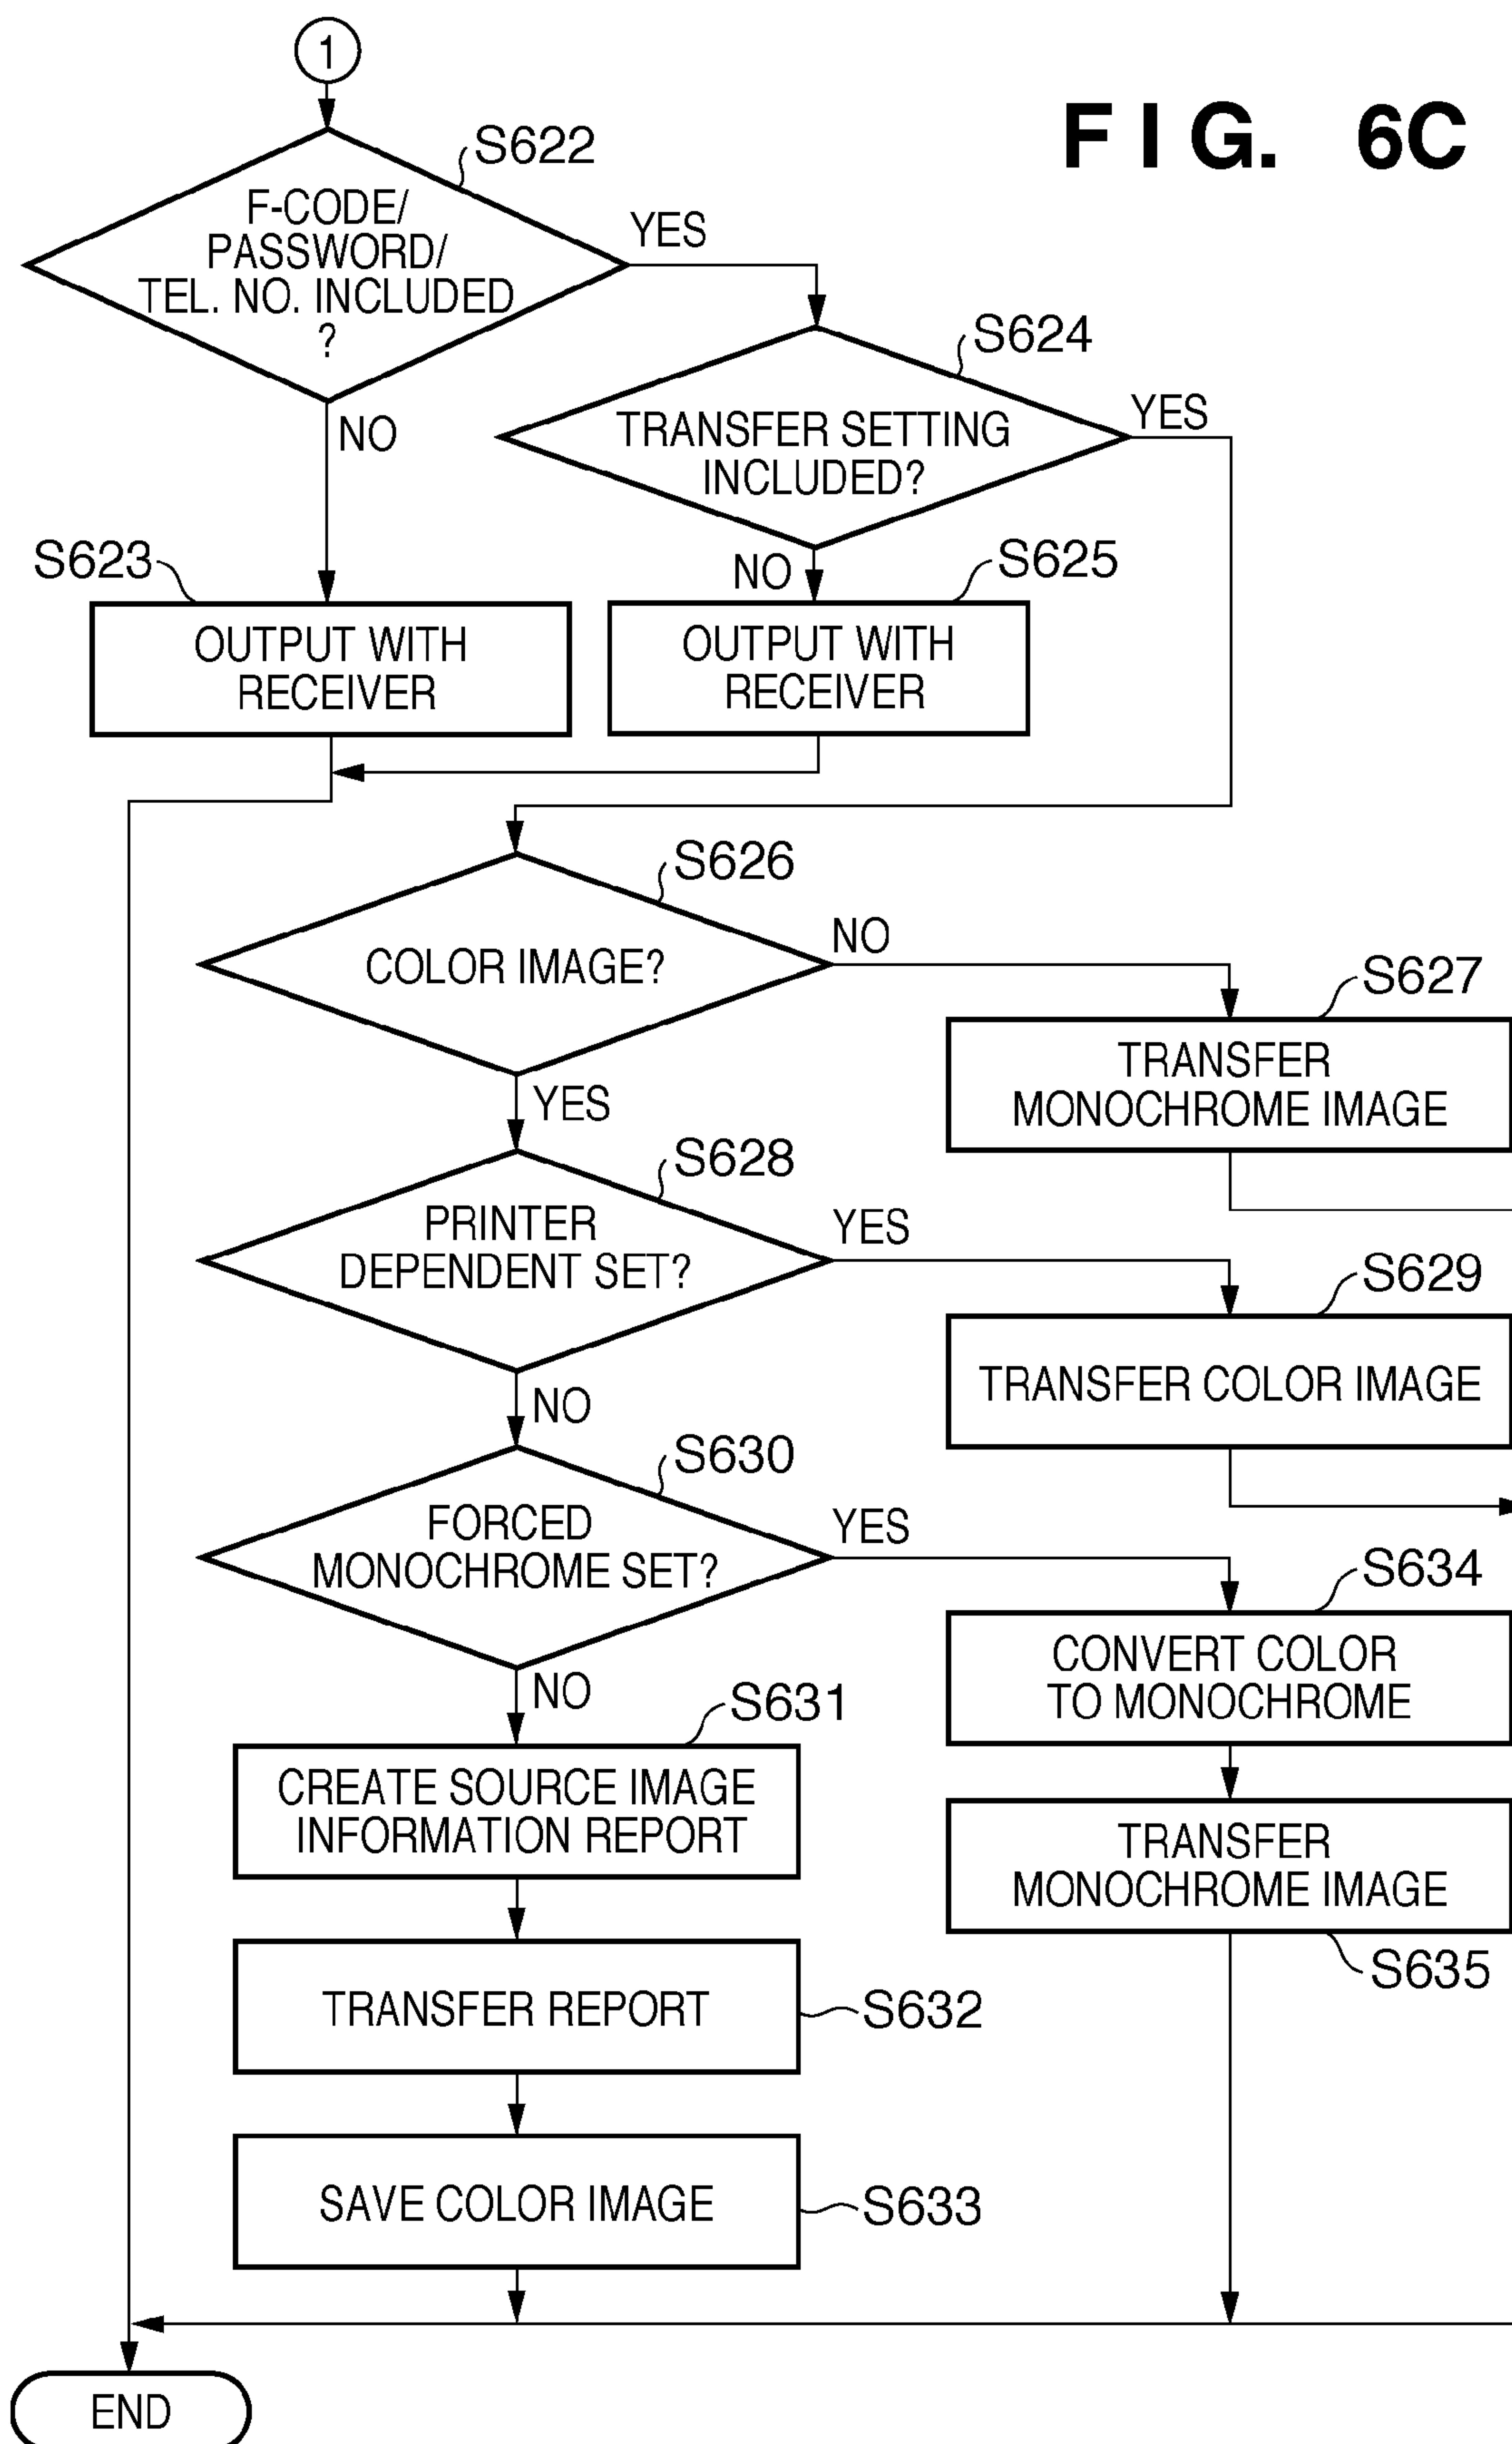 1
FIG. 6C
S622
F-CODE/
PASSWORD/
TEL. NO. INCLUDED
?
YES
NO
S624
TRANSFER SETTING
INCLUDED?
YES
NO
S623
OUTPUT WITH
RECEIVER
S625
OUTPUT WITH
RECEIVER
S626
COLOR IMAGE?
NO
YES
S627
TRANSFER
MONOCHROME IMAGE
S628
PRINTER
DEPENDENT SET?
YES
NO
S629
TRANSFER COLOR IMAGE
S630
FORCED
MONOCHROME SET?
YES
NO
S634
CONVERT COLOR
TO MONOCHROME
S631
CREATE SOURCE IMAGE
INFORMATION REPORT
TRANSFER
MONOCHROME IMAGE
S635
TRANSFER REPORT
S632
SAVE COLOR IMAGE
S633
END